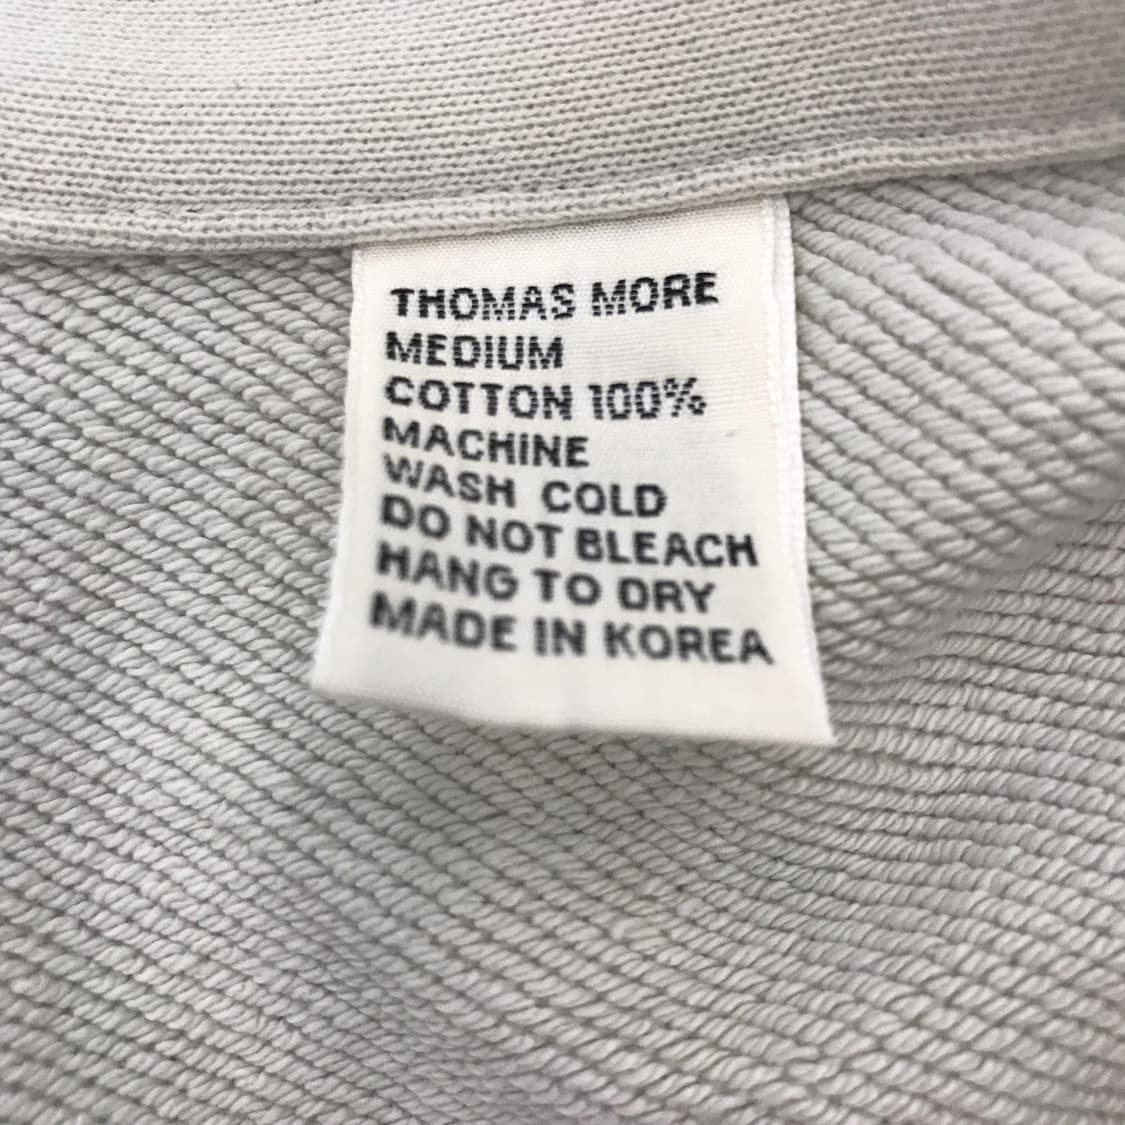 THOMAS MORE
MEDIUM
COTTON 100%
MACHINE
WASH COLD
DO NOT BLEACH
HANG TO DRY
MADE IN KOREA